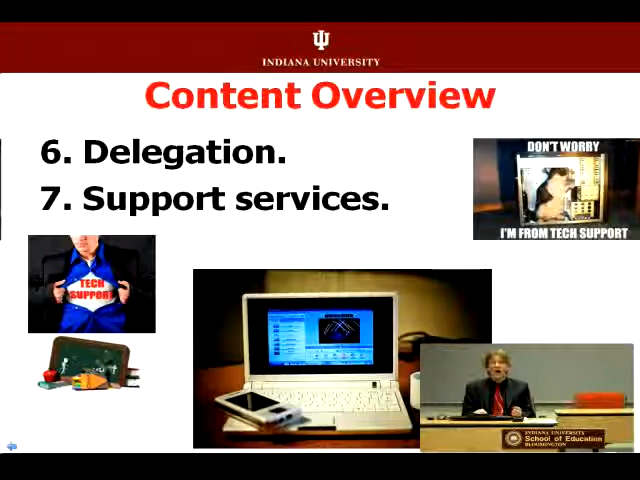 INDIANA UNIVERSITY
Content Overview
6. Delegation.
7. Support services.
DON'T WORRY
I'M FROM TECH SUPPORT
TECH
SUPPORT
INDIANA UNIVERSITY
School of Education
BLOOMINGTON